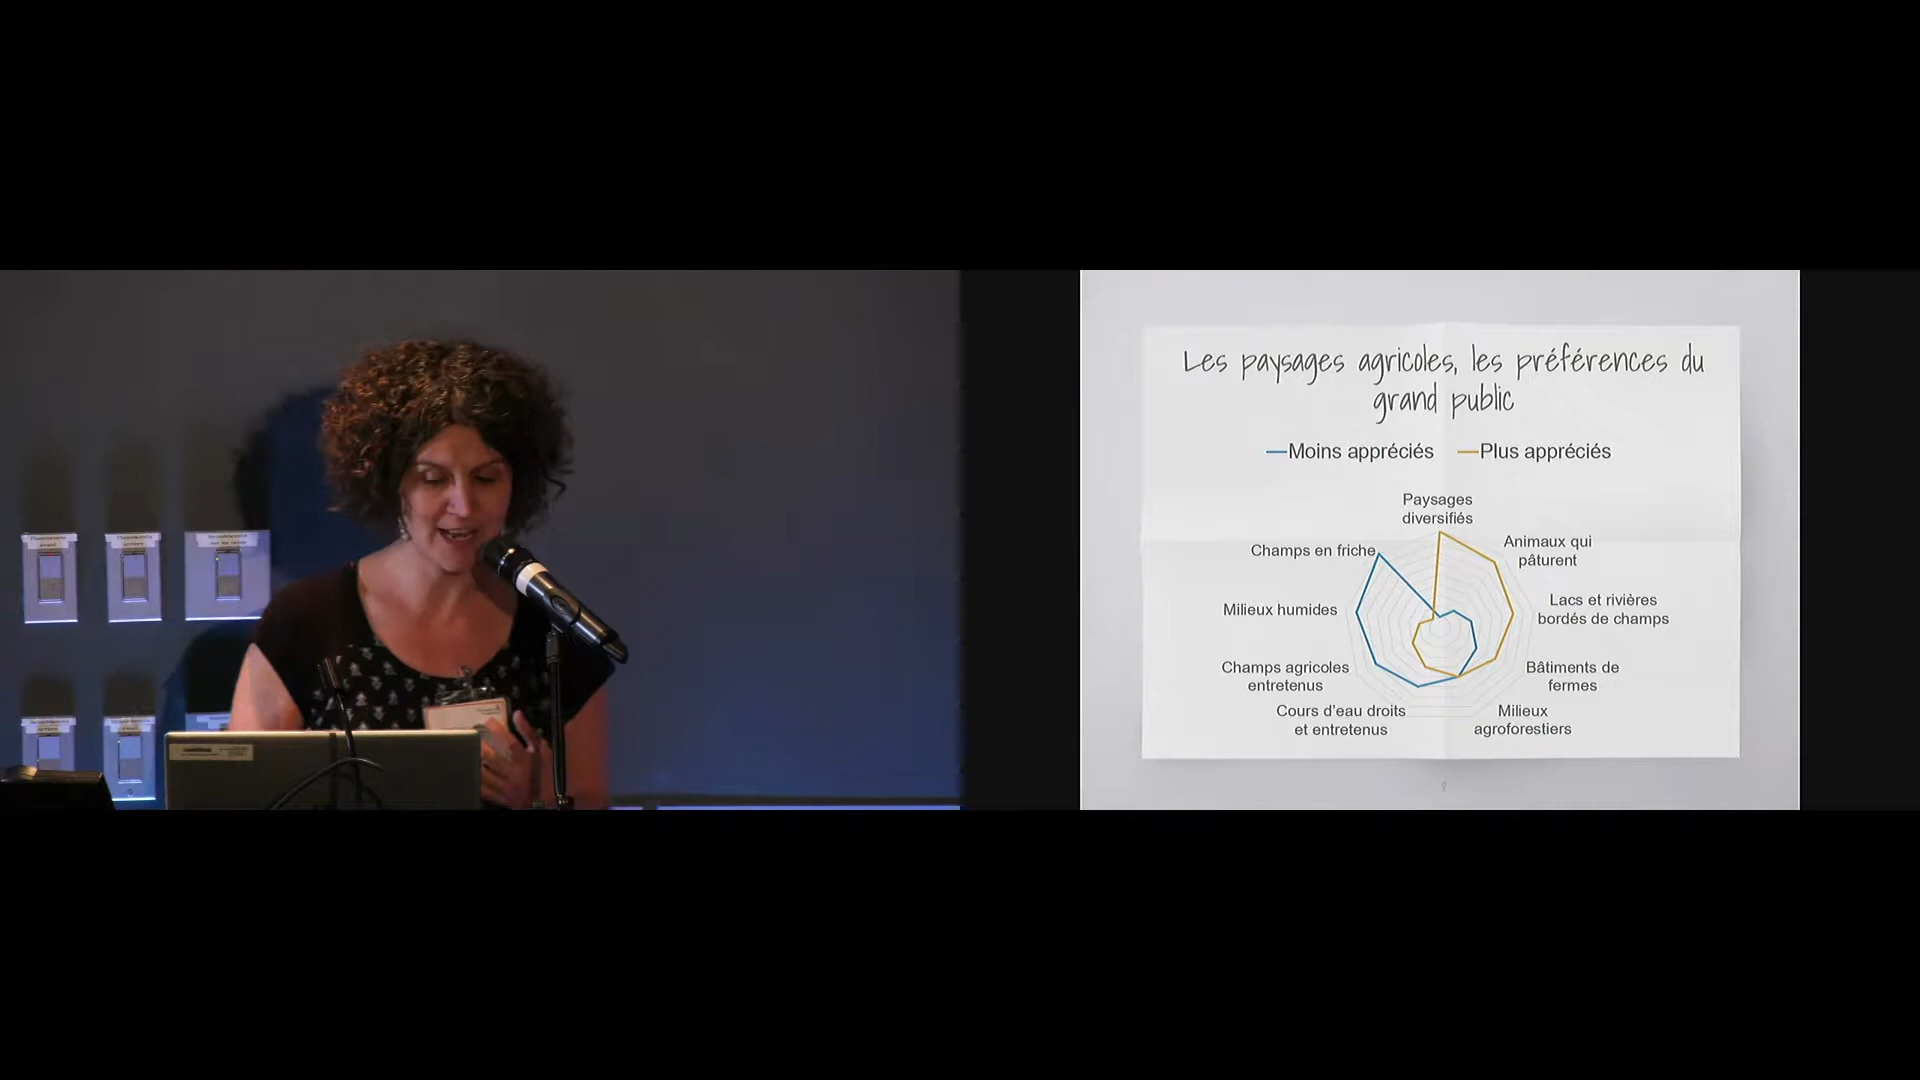 Les paysages agricoles, les préférences du
grand public
Moins appréciés
Plus appréciés
Paysages
diversifiés
Animaux qui
pâturent
Lacs et rivières
bordés de champs
Bâtiments de
fermes
Milieux
agroforestiers
Cours d'eau droits
et entretenus
Champs agricoles
entretenus
Milieux humides
Champs en friche
8